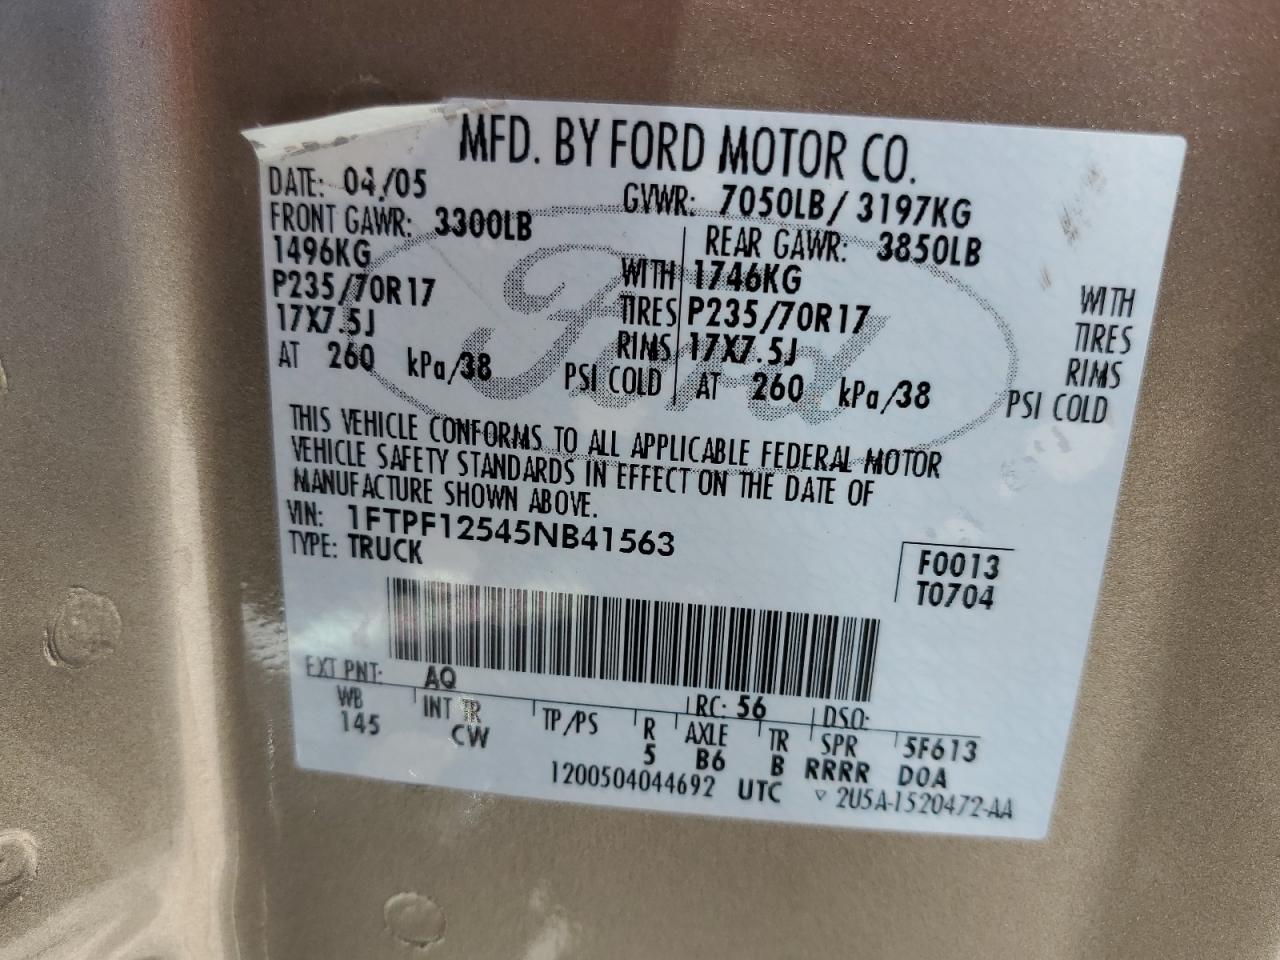 MFD. BY FORD MOTOR CO.
DATE: 04/05 GVWR: 7050LB / 3197KG
FRONT GAWR: 3300LB REAR GAWR: 3850LB
1496KG WITH 1746KG WITH
P235/70R17 TIRES P235/70R17 TIRES
17X7.5J RIMS 17X7.5J RIMS
AT 260 kPa/38 PSI COLD AT 260 kPa/38 PSI COLD
Ford
THIS VEHICLE CONFORMS TO ALL APPLICABLE FEDERAL MOTOR
VEHICLE SAFETY STANDARDS IN EFFECT ON THE DATE OF
MANUFACTURE SHOWN ABOVE.
VIN: 1FTPF12545NB41563
TYPE: TRUCK
F0013
T0704
EXT PNT: AQ RC: 56 DSO:
WB INT TR TP/PS R AXLE TR SPR 5F613
145 CW 5 B6 B RRRR DOA
1200504044692 UTC ▽ 2U5A-1520472-AA